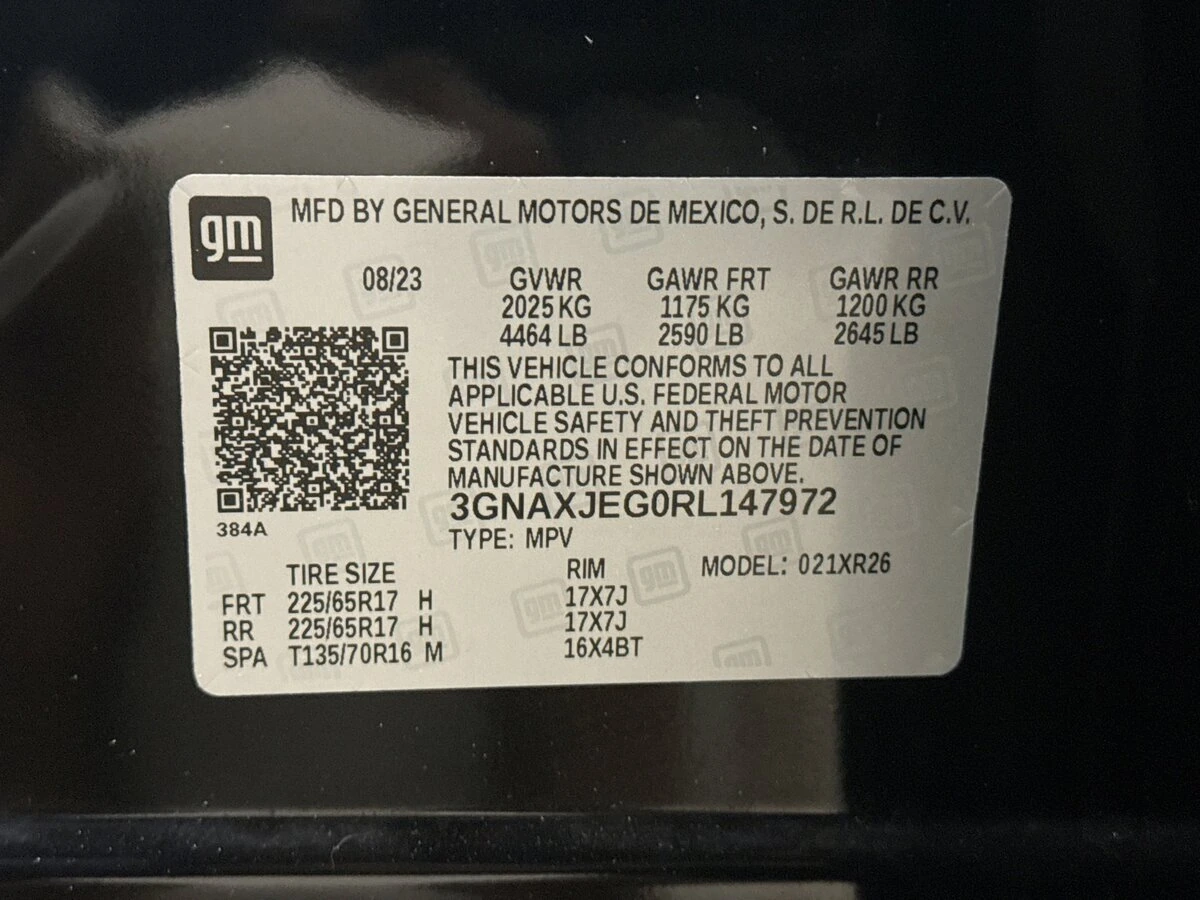 gm MFD BY GENERAL MOTORS DE MEXICO, S. DE R.L. DE C.V.
08/23 GVWR GAWR FRT GAWR RR
2025 KG 1175 KG 1200 KG
4464 LB 2590 LB 2645 LB
THIS VEHICLE CONFORMS TO ALL
APPLICABLE U.S. FEDERAL MOTOR
VEHICLE SAFETY AND THEFT PREVENTION
STANDARDS IN EFFECT ON THE DATE OF
MANUFACTURE SHOWN ABOVE.
3GNAXJEG0RL147972
384A
TYPE: MPV
TIRE SIZE RIM MODEL: 021XR26
FRT 225/65R17 H 17X7J
RR 225/65R17 H 17X7J
SPA T135/70R16 M 16X4BT